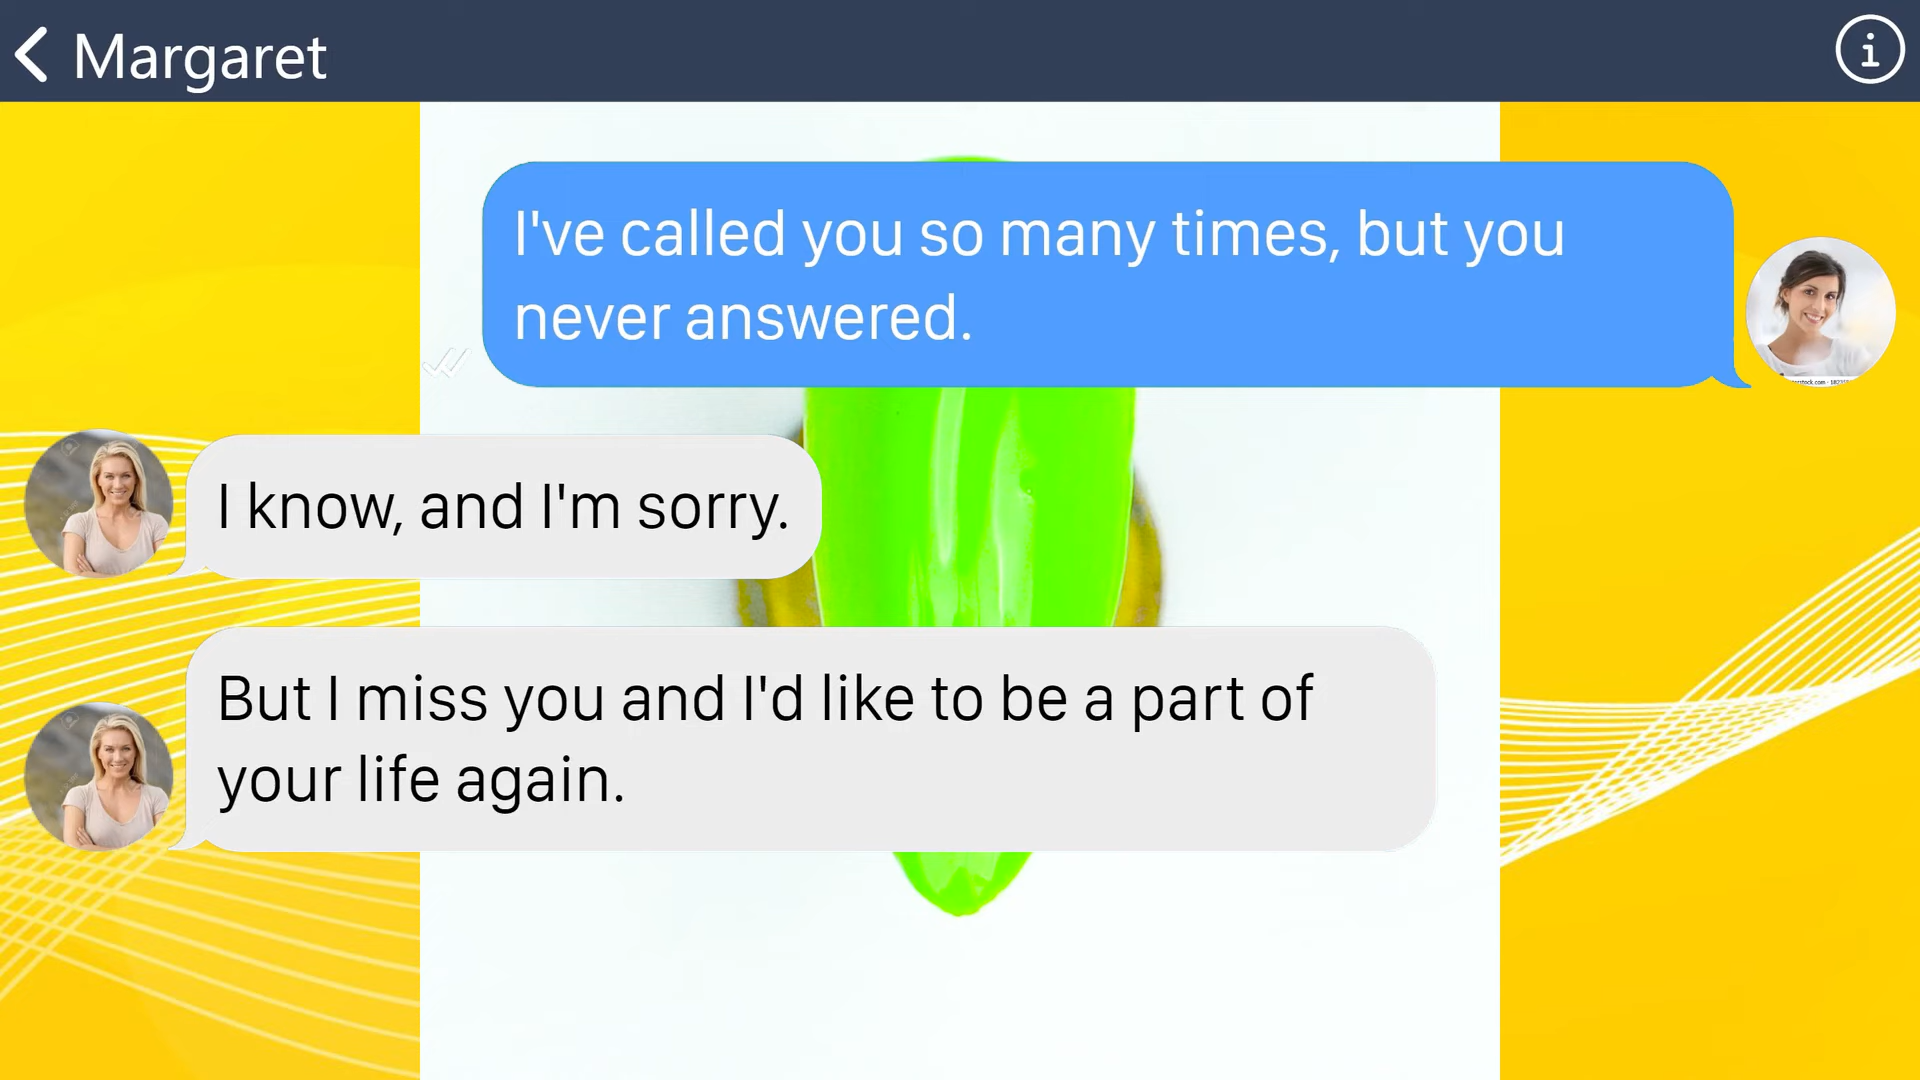 Margaret
I've called you so many times, but you
never answered.
I know, and I'm sorry.
But I miss you and I'd like to be a part of
your life again.